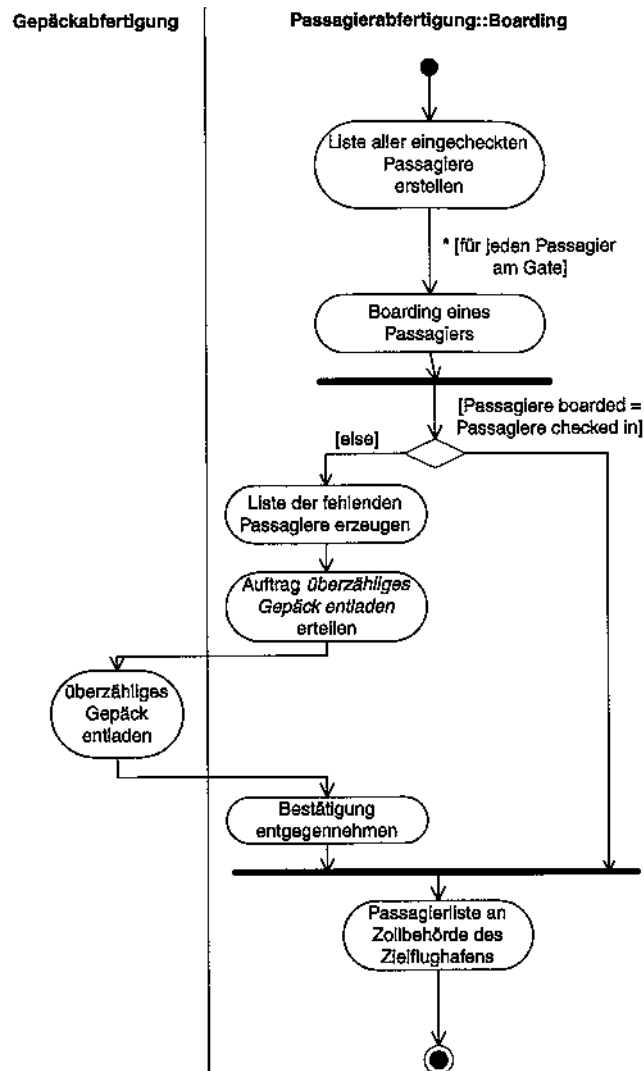 Gepäckabfertigung
Passagierabfertigung::Boarding
Liste aller eingecheckten
Passagiere
erstellen
* [für jeden Passagier
am Gate]
Boarding eines
Passagiers
[Passagiere boarded =
Passagiere checked in]
[else]
Liste der fehlenden
Passagiere erzeugen
Auftrag überzähliges
Gepäck entladen
erteilen
überzähliges
Gepäck
entladen
Bestätigung
entgegennehmen
Passagierliste an
Zollbehörde des
Zielflughafens